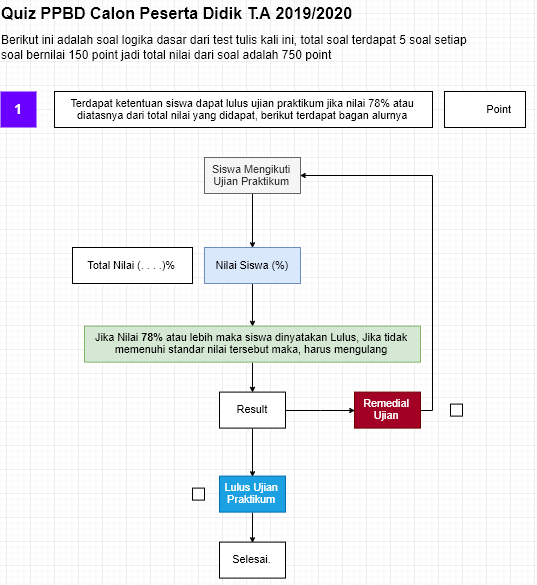 Quiz PPBD Calon Peserta Didik T.A 2019/2020
Berikut ini adalah soal logika dasar dari test tulis kali ini, total soal terdapat 5 soal setiap
soal bernilai 150 point jadi total nilai dari soal adalah 750 point
1
Terdapat ketentuan siswa dapat lulus ujian praktikum jika nilai 78% atau
diatasnya dari total nilai yang didapat, berikut terdapat bagan alurnya
Point
Siswa Mengikuti
Ujian Praktikum
Total Nilai (. . . .)%
Nilai Siswa (%)
Jika Nilai 78% atau lebih maka siswa dinyatakan Lulus, Jika tidak
memenuhi standar nilai tersebut maka, harus mengulang
Result
Remedial
Ujian
Lulus Ujian
Praktikum
Selesai.